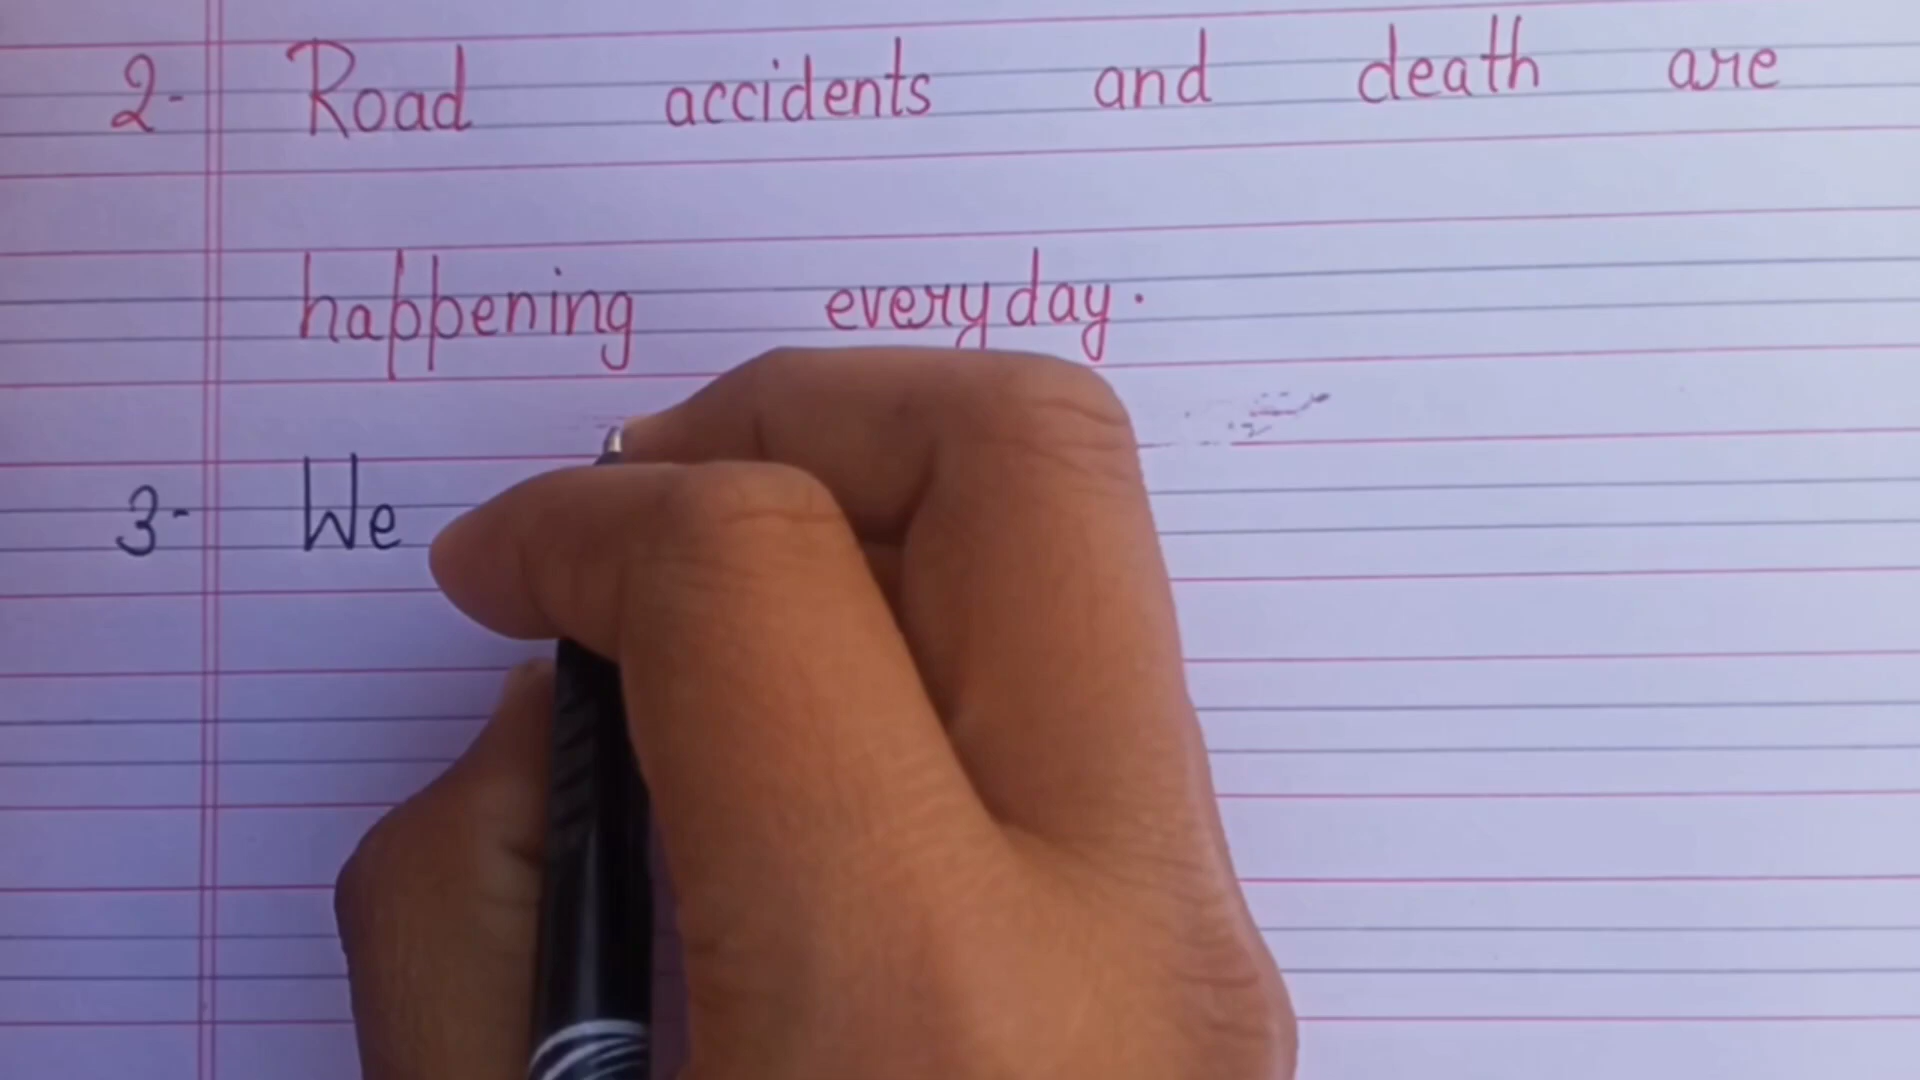 2- Road accidents and death are
happening everyday.
3- We